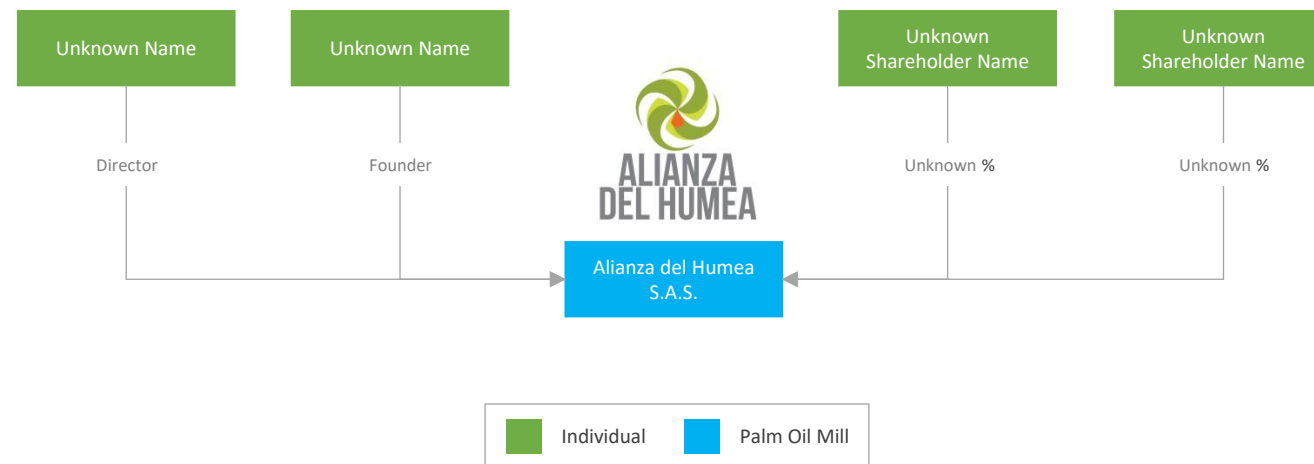 Unknown Name
Unknown Name
Unknown
Shareholder Name
Unknown
Shareholder Name
Director
Founder
ALIANZA
DEL HUMEA
Unknown %
Unknown %
Alianza del Humea
S.A.S.
Individual
Palm Oil Mill